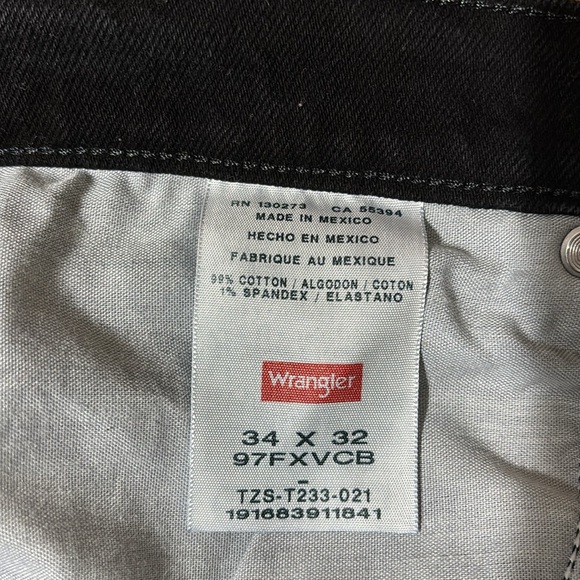 RN 130273 CA 55394
MADE IN MEXICO
HECHO EN MEXICO
FABRIQUE AU MEXIQUE
99% COTTON / ALGODON / COTON
1% SPANDEX / ELASTANO
Wrangler
34 X 32
97FXVCB
-
TZS-T233-021
191683911841